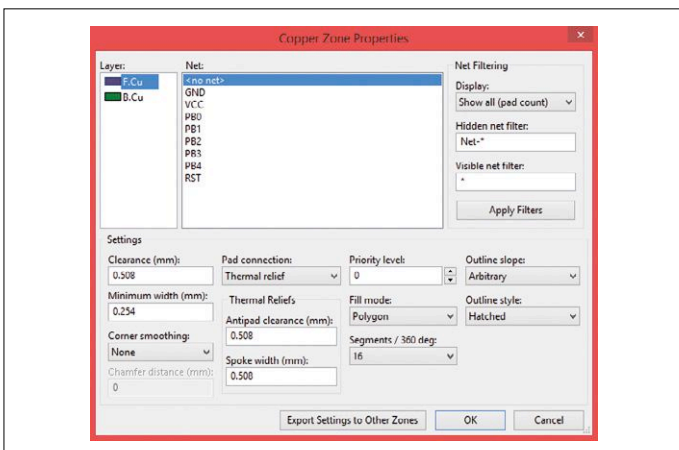 Copper Zone Properties
Layer:
F.Cu
B.Cu
Net:
<no net>
GND
VCC
PB0
PB1
PB2
PB3
PB4
RST
Net Filtering
Display:
Show all (pad count)
Hidden net filter:
Net-*
Visible net filter:
*
Apply Filters
Settings
Clearance (mm):
0.508
Minimum width (mm):
0.254
Corner smoothing:
None
Chamfer distance (mm):
0
Pad connection:
Thermal relief
Thermal Reliefs
Antipad clearance (mm):
0.508
Spoke width (mm):
0.508
Priority level:
0
Fill mode:
Polygon
Segments / 360 deg:
16
Outline slope:
Arbitrary
Outline style:
Hatched
Export Settings to Other Zones
OK
Cancel